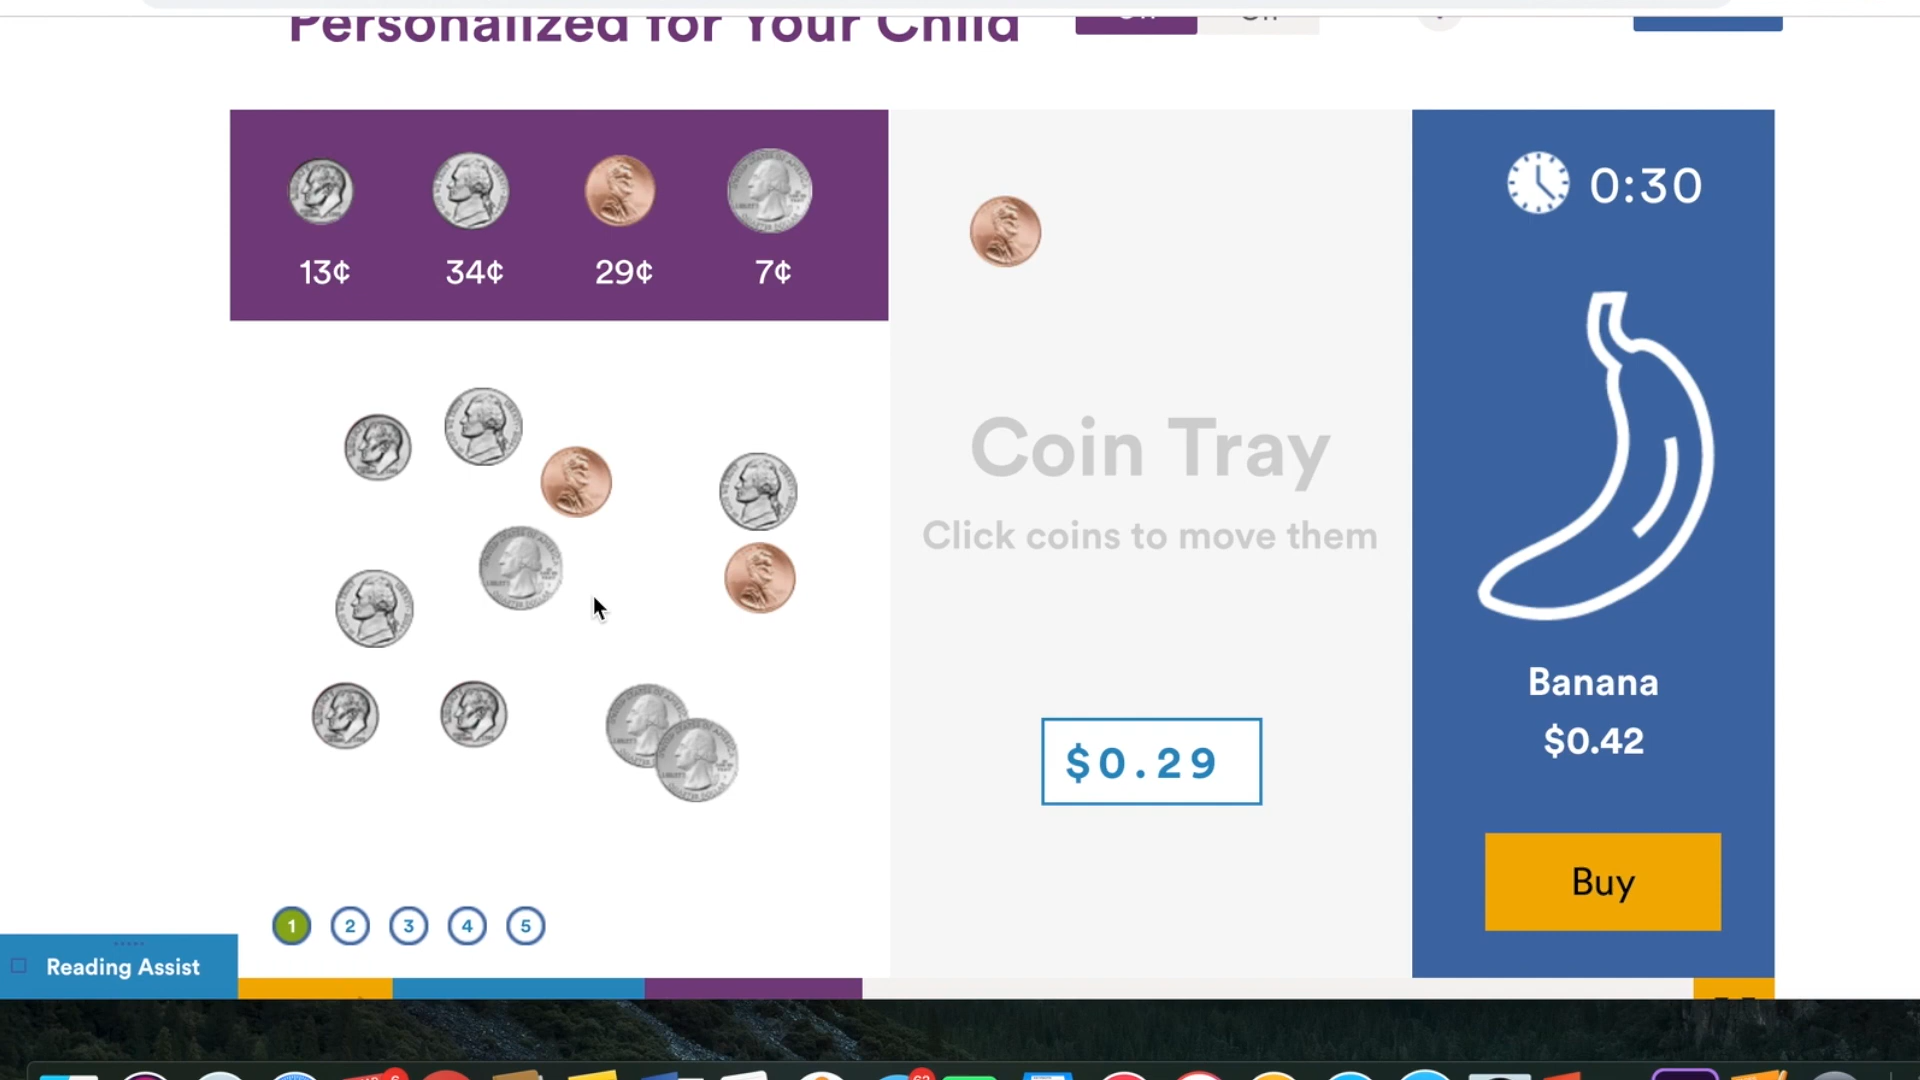 Personalized for Your Child
13¢ 34¢ 29¢ 7¢
0:30
Coin Tray
Click coins to move them
Banana
$0.42
$0.29
Buy
1 2 3 4 5
Reading Assist